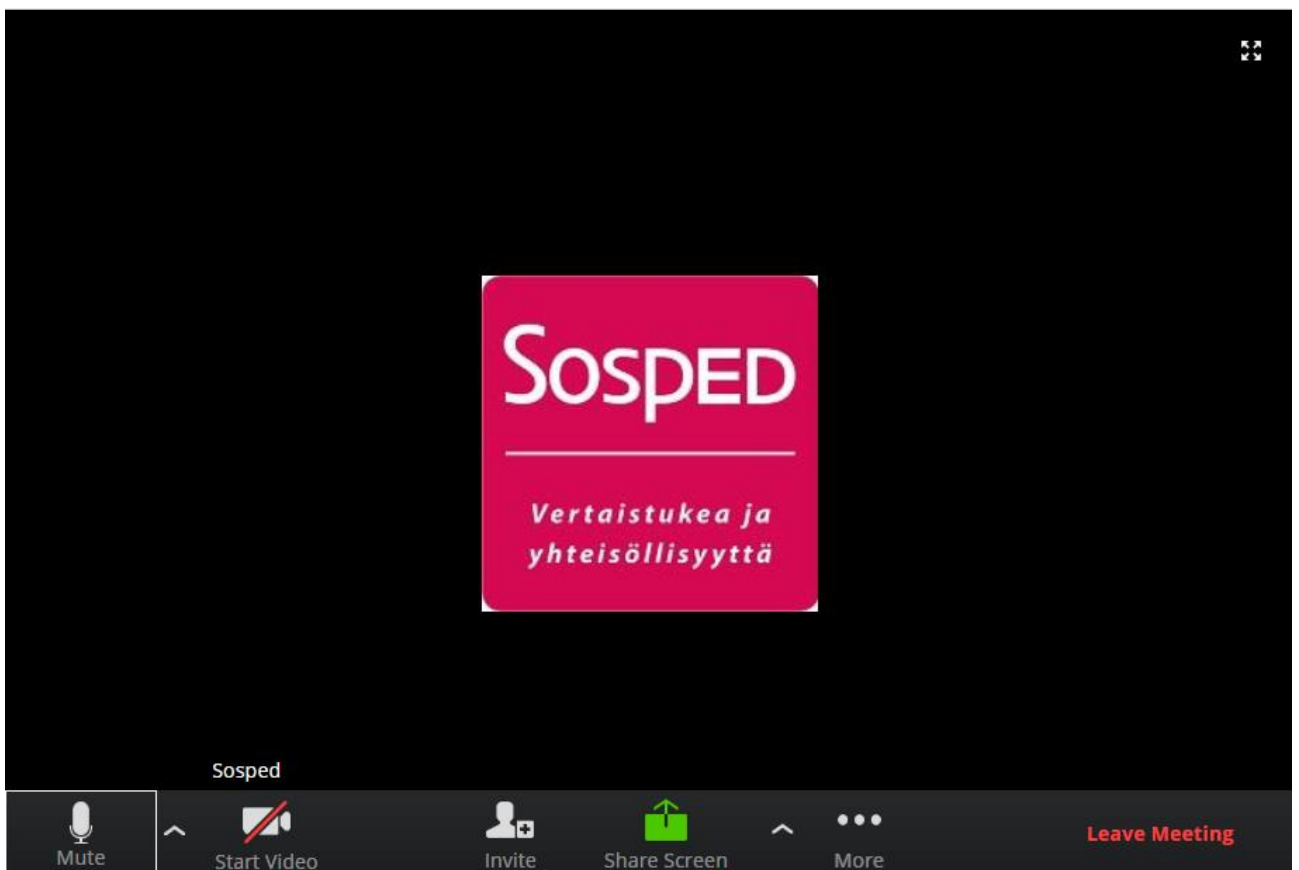 Sosped
Vertaistukea ja
yhteisöllisyyttä
Sosped
Mute
Start Video
Invite
Share Screen
More
Leave Meeting